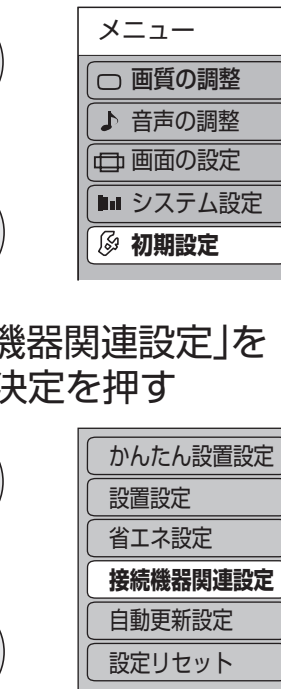 メニュー
画質の調整
音声の調整
画面の設定
システム設定
初期設定
機器関連設定」を
決定を押す
かんたん設置設定
設置設定
省エネ設定
接続機器関連設定
自動更新設定
設定リセット